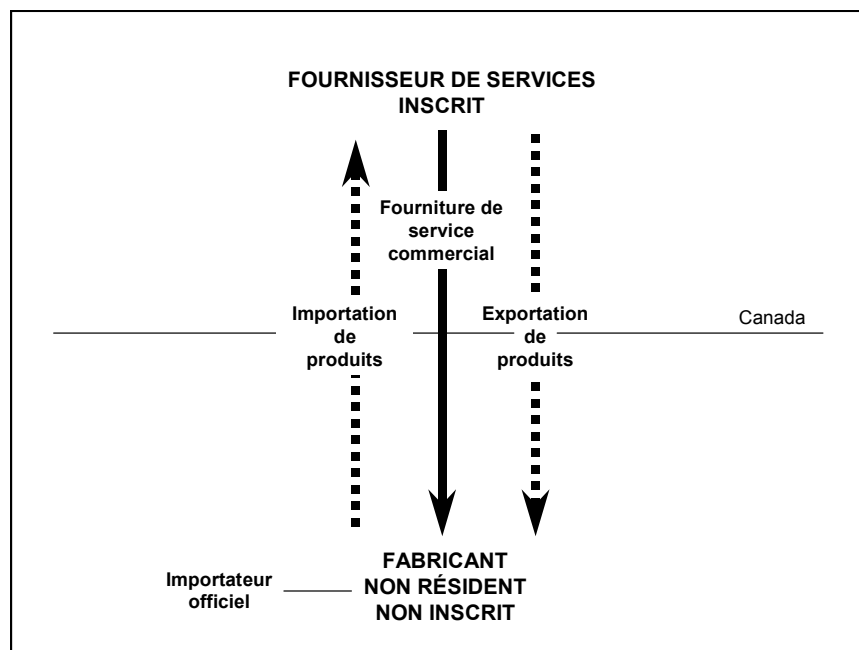 FOURNISSEUR DE SERVICES
INSCRIT
Fourniture de
service
commercial
Importation
de
produits
Exportation
de
produits
Canada
FABRICANT
NON RÉSIDENT
NON INSCRIT
Importateur
officiel